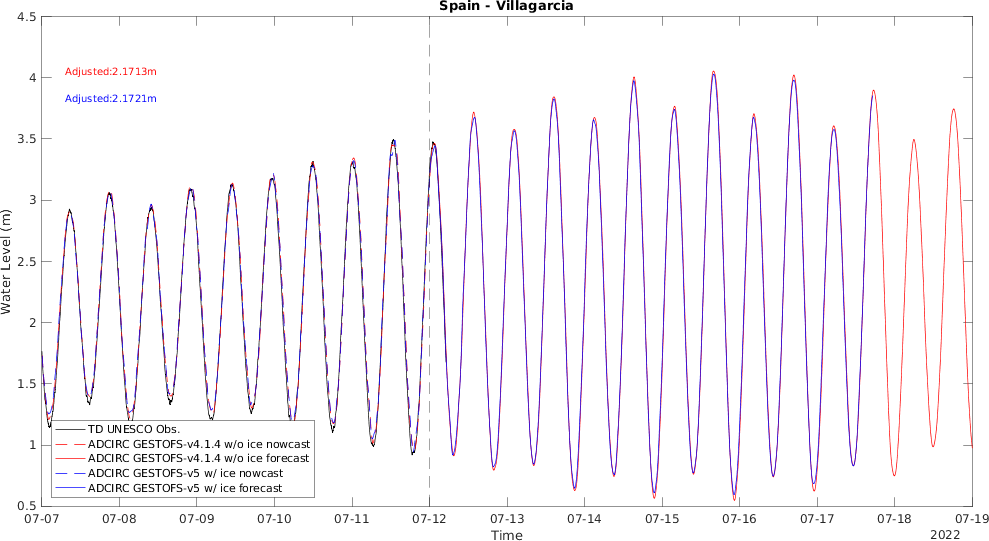 Spain - Villagarcia
4.5
4
3.5
3
2.5
2
1.5
1
0.5
Water Level (m)
Adjusted:2.1713m
Adjusted:2.1721m
TD UNESCO Obs.
ADCIRC GESTOFS-v4.1.4 w/o ice nowcast
ADCIRC GESTOFS-v4.1.4 w/o ice forecast
ADCIRC GESTOFS-v5 w/ ice nowcast
ADCIRC GESTOFS-v5 w/ ice forecast
07-07 07-08 07-09 07-10 07-11 07-12 07-13 07-14 07-15 07-16 07-17 07-18 07-19
Time
2022